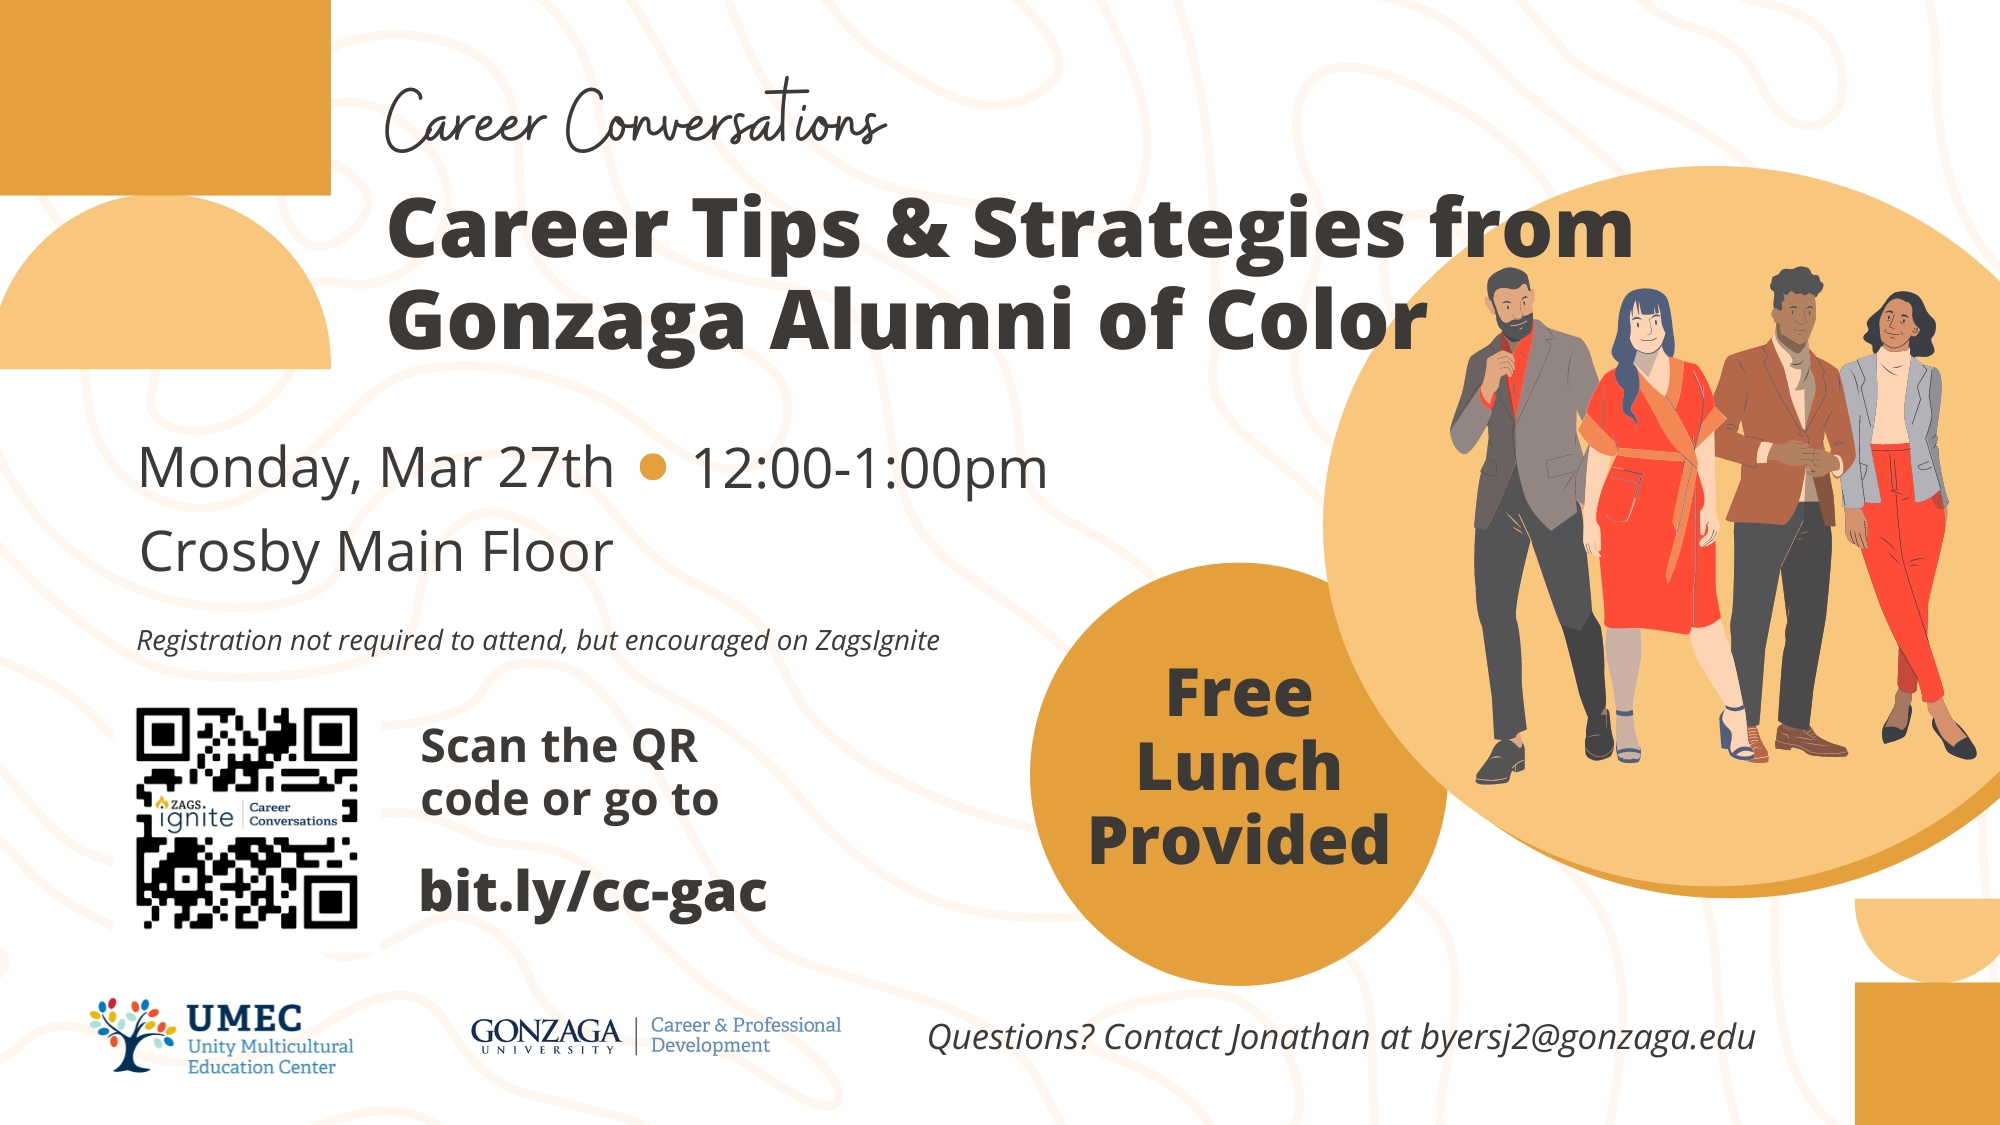 Career Conversations
Career Tips & Strategies from
Gonzaga Alumni of Color
Monday, Mar 27th • 12:00-1:00pm
Crosby Main Floor
Registration not required to attend, but encouraged on ZagsIgnite
Scan the QR
code or go to
bit.ly/cc-gac
ZAGS
ignite
Career
Conversations
Free
Lunch
Provided
UMEC
Unity Multicultural
Education Center
GONZAGA
UNIVERSITY
Career & Professional
Development
Questions? Contact Jonathan at byersj2@gonzaga.edu